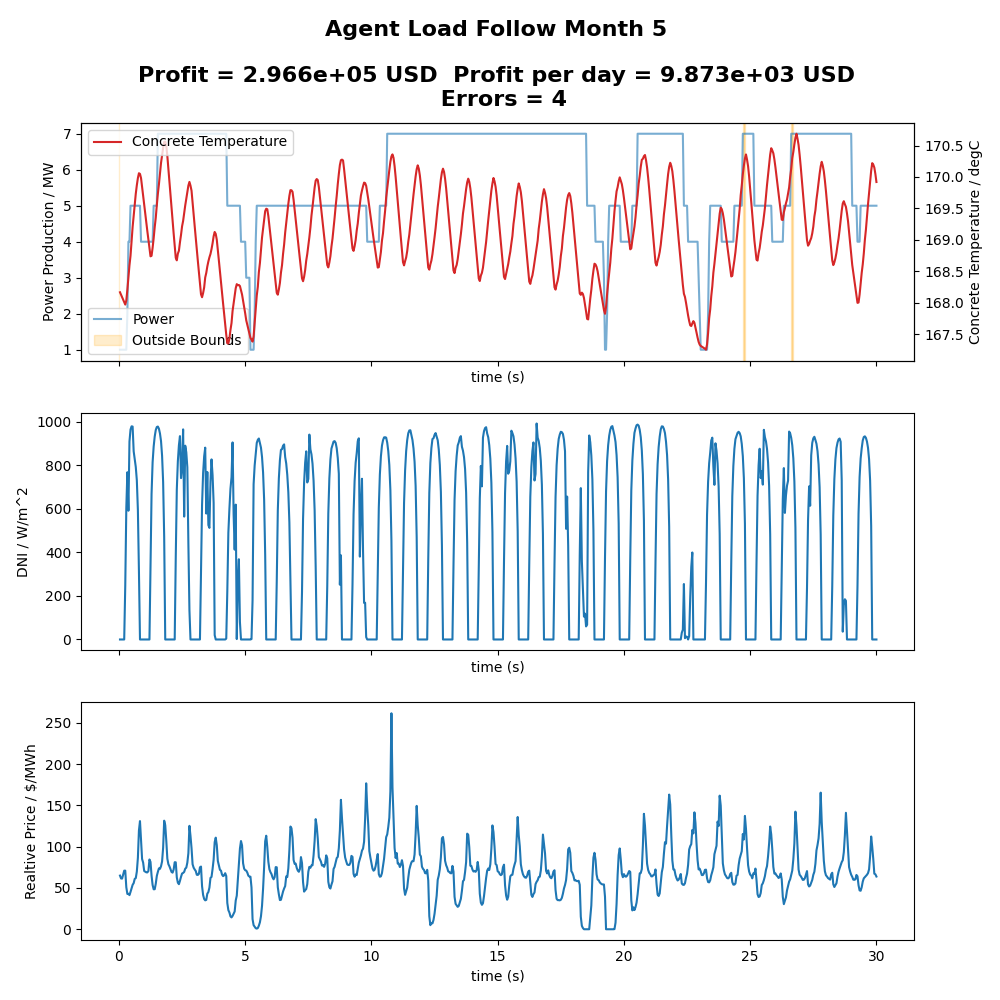 Agent Load Follow Month 5
Profit = 2.966e+05 USD  Profit per day = 9.873e+03 USD
Errors = 4
Power Production / MW
7
6
5
4
3
2
1
Concrete Temperature
Power
Outside Bounds
170.5
170.0
169.5
169.0
168.5
168.0
167.5
Concrete Temperature / degC
time (s)
DNI / W/m^2
1000
800
600
400
200
0
time (s)
Realtive Price / $/MWh
250
200
150
100
50
0
0 5 10 15 20 25 30
time (s)